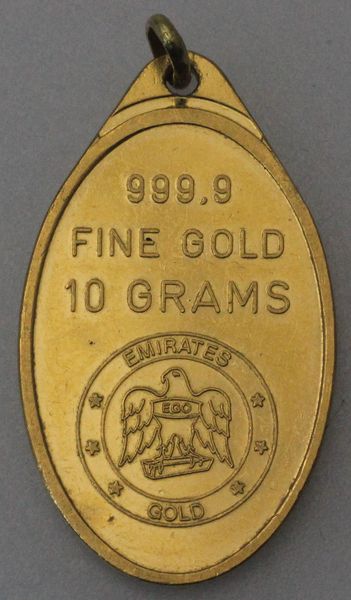 999,9
FINE GOLD
10 GRAMS
EMIRATES
EGO
GOLD